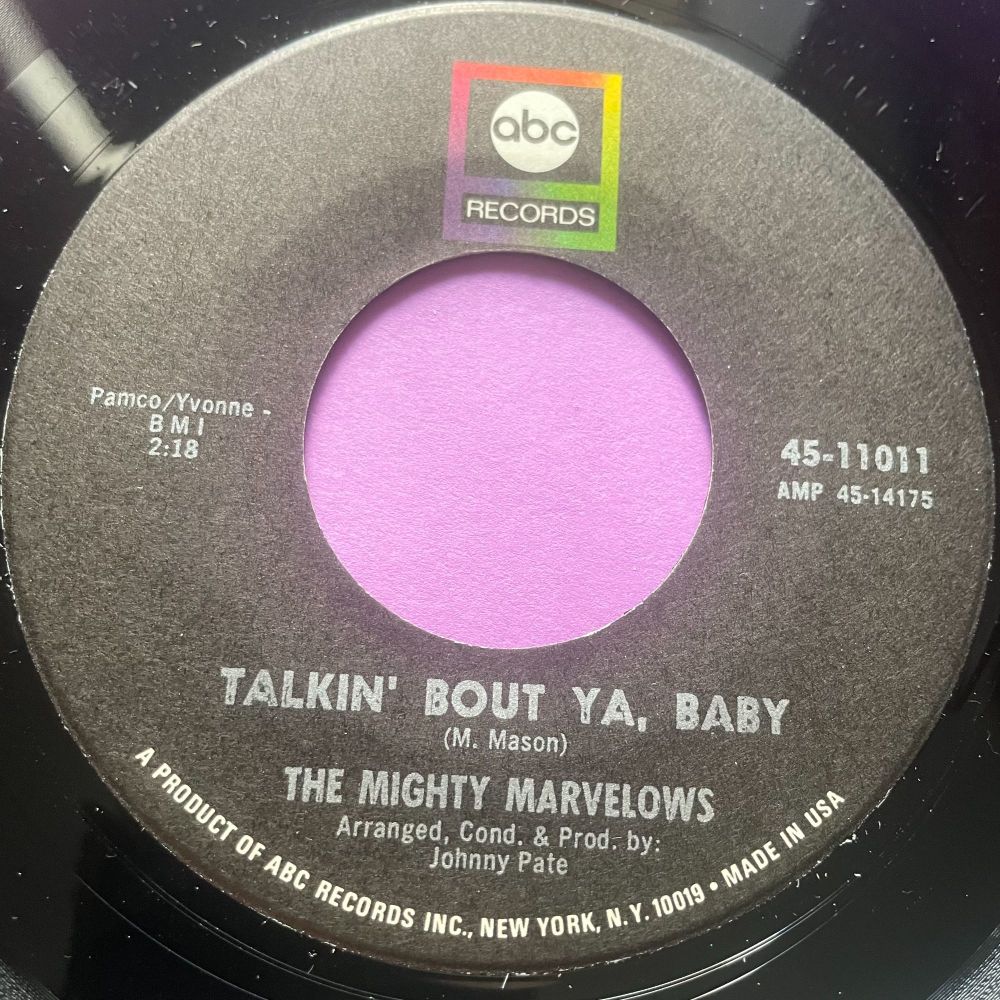 abc
RECORDS
Pamco/Yvonne -
BMI
2:18
45-11011
AMP 45-14175
TALKIN' BOUT YA, BABY
(M. Mason)
THE MIGHTY MARVELOWS
Arranged, Cond. & Prod. by:
Johnny Pate
A PRODUCT OF ABC RECORDS INC., NEW YORK, N.Y. 10019 • MADE IN USA